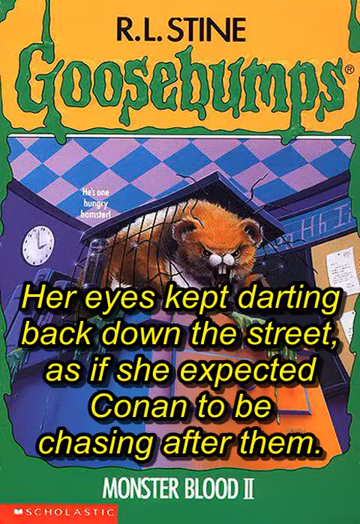 R.L. STINE
Goosebumps®
He's one
hungry
hamster!
Hh I
Her eyes kept darting
back down the street,
as if she expected
Conan to be
chasing after them.
MONSTER BLOOD II
SCHOLASTIC